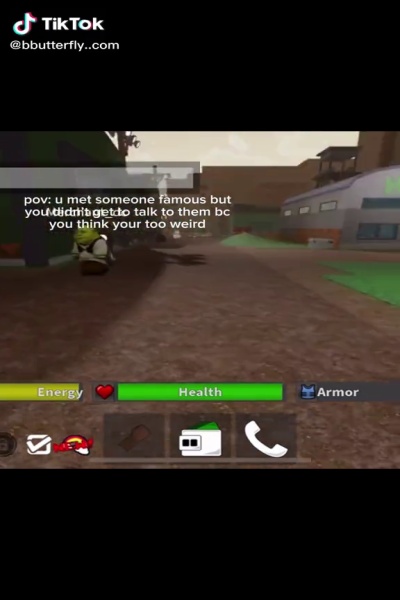 TikTok
@bbutterfly..com
pov: u met someone famous but
you didn't get to talk to them bc
you think your too weird
Energy
Health
Armor